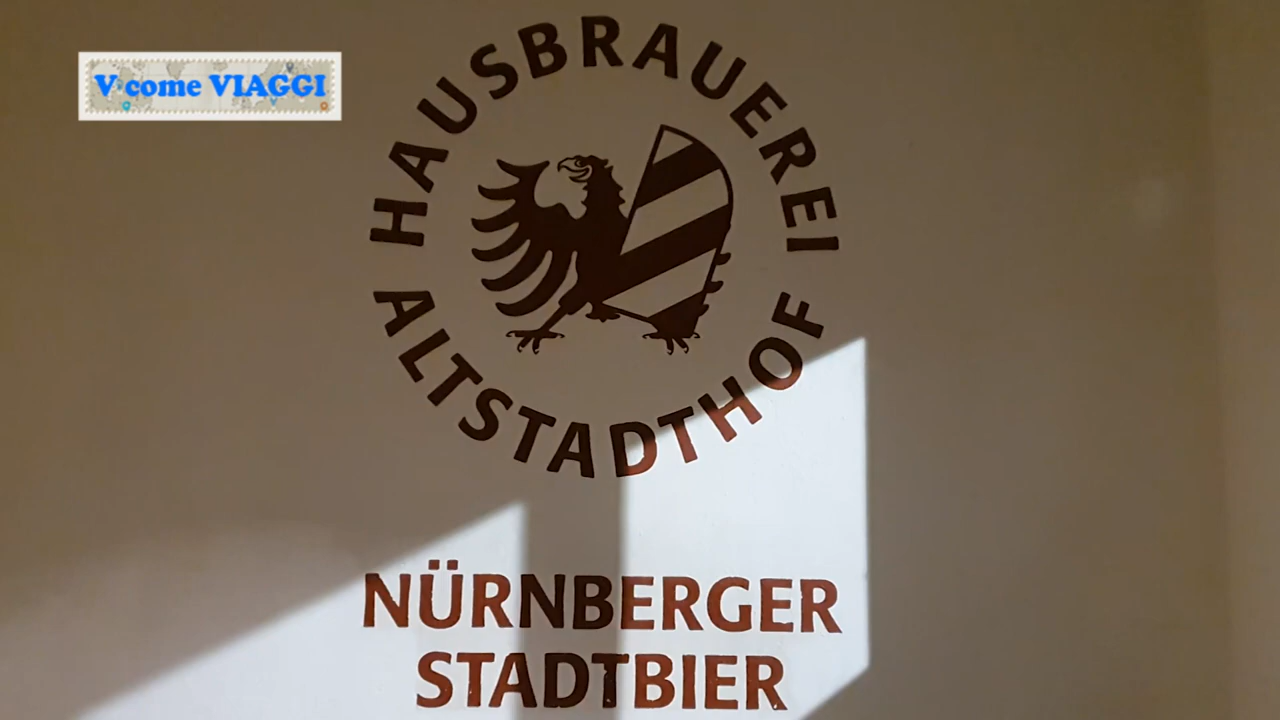 V come VIAGGI
HAUSBRAUEREI
ALTSTADTHOF
NÜRNBERGER
STADTBIER